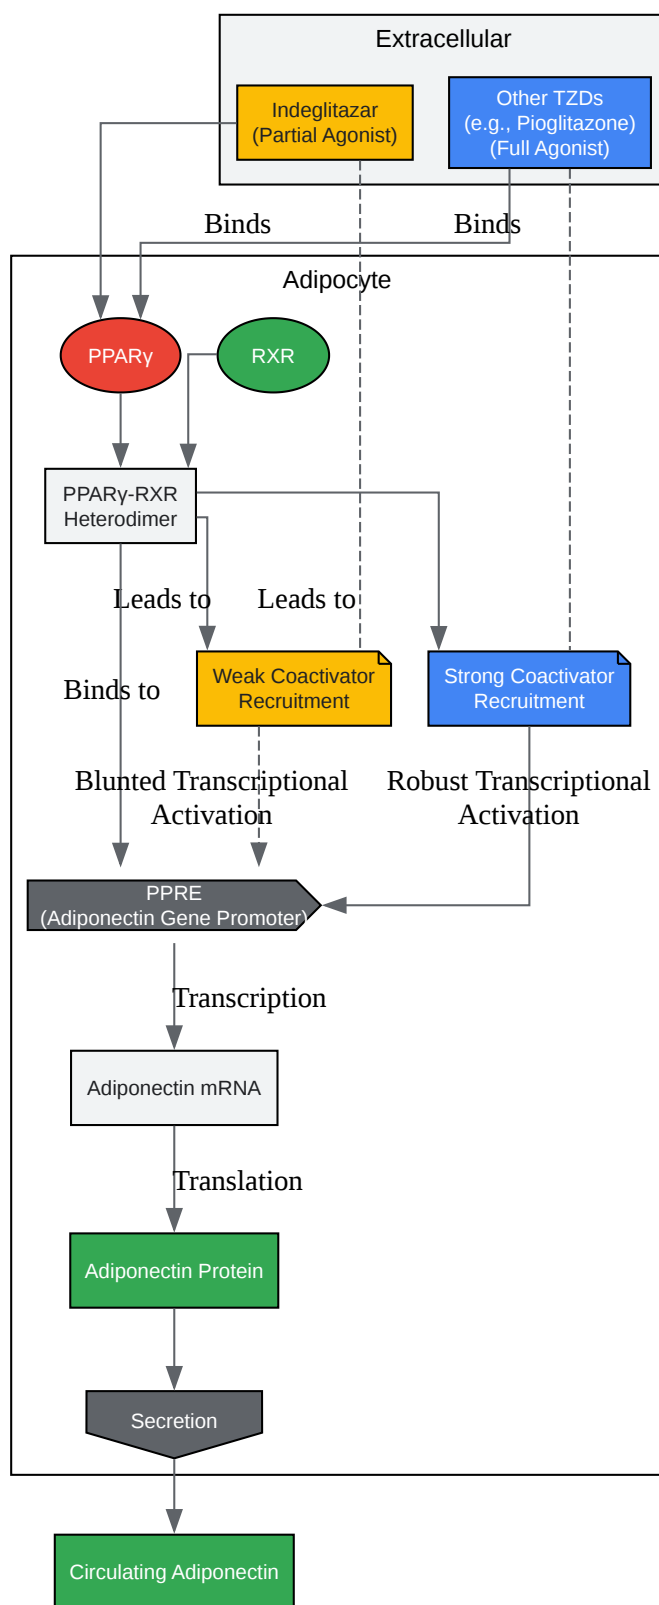 Extracellular
Indeglitazar
(Partial Agonist)
Other TZDs
(e.g., Pioglitazone)
(Full Agonist)
Binds
Binds
Adipocyte
PPARγ
RXR
PPARγ-RXR
Heterodimer
Leads to
Leads to
Weak Coactivator
Recruitment
Strong Coactivator
Recruitment
Binds to
Blunted Transcriptional
Activation
Robust Transcriptional
Activation
PPRE
(Adiponectin Gene Promoter)
Transcription
Adiponectin mRNA
Translation
Adiponectin Protein
Secretion
Circulating Adiponectin